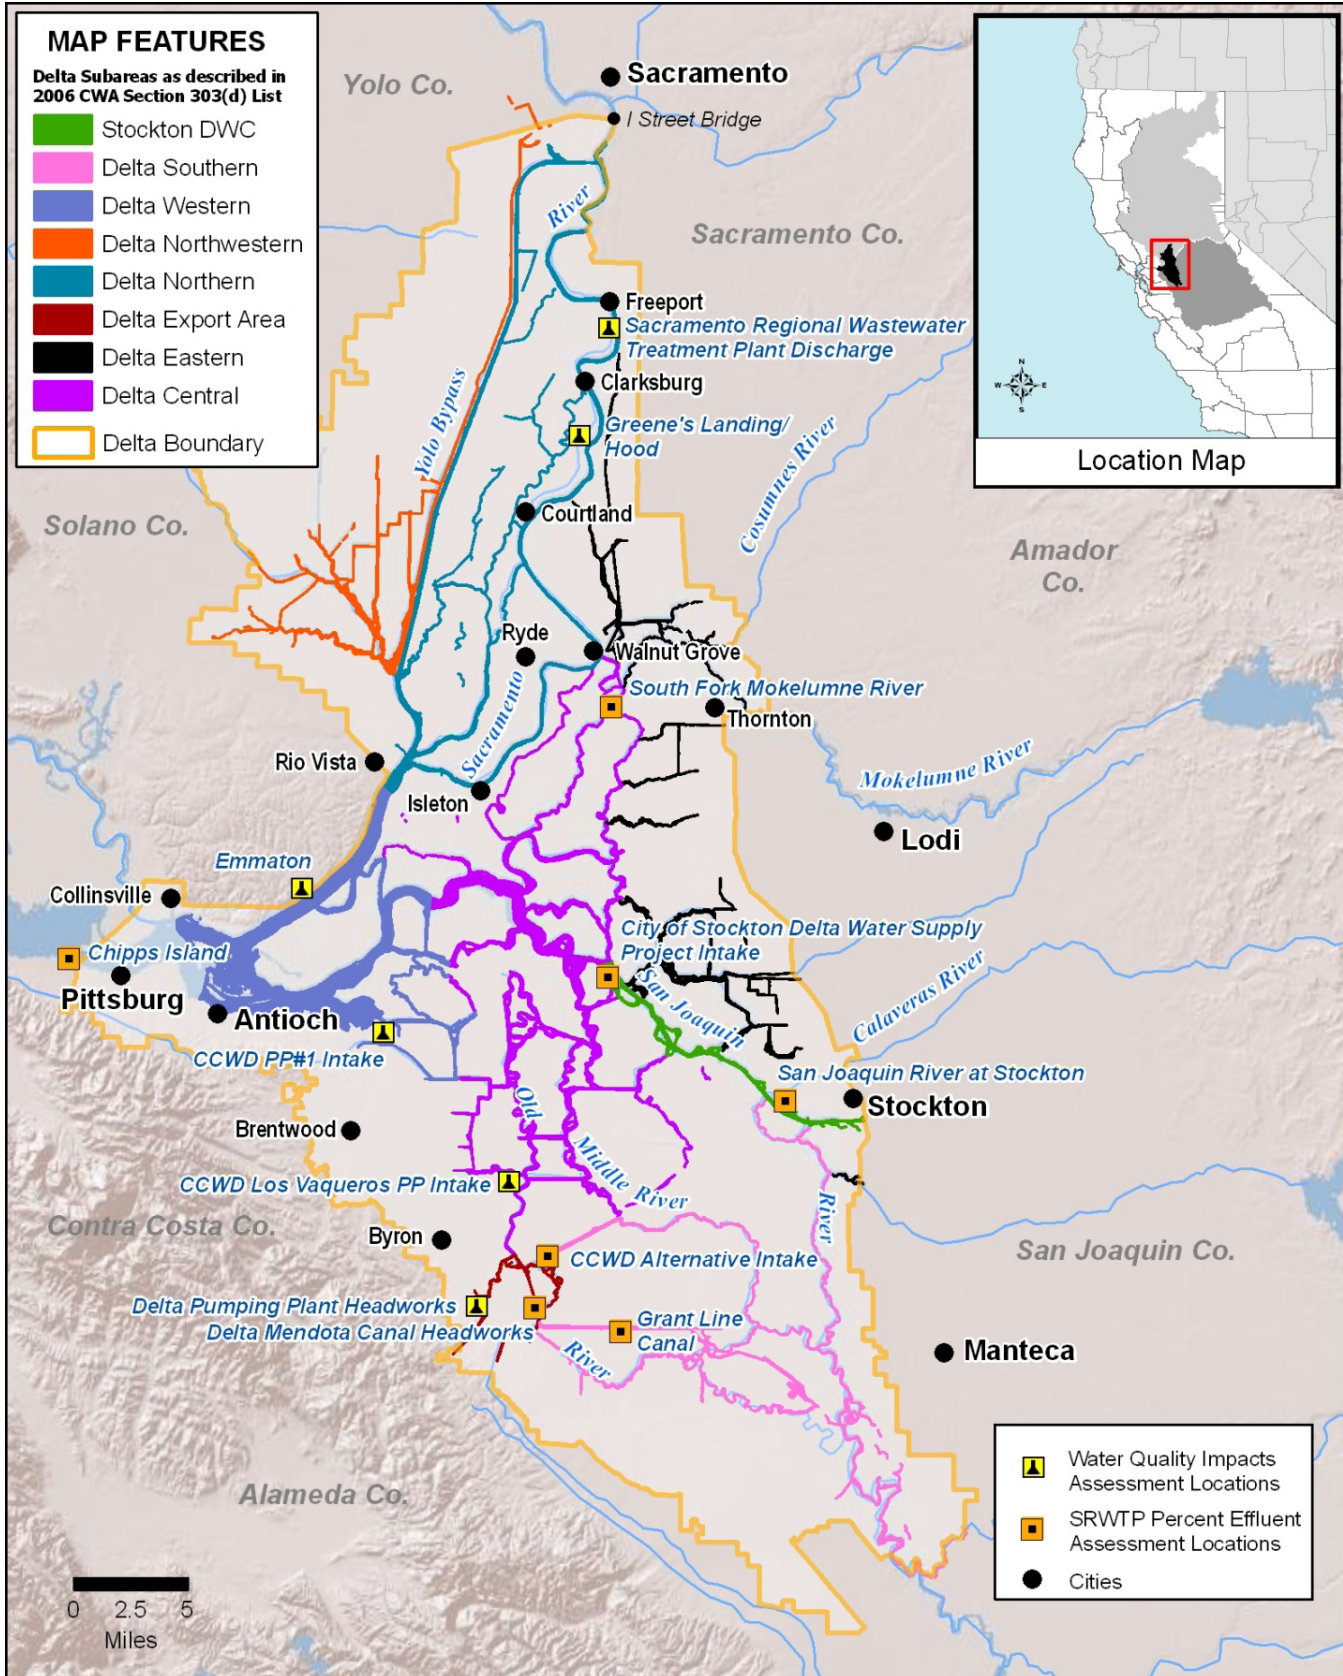 MAP FEATURES
Delta Subareas as described in
2006 CWA Section 303(d) List
Stockton DWC
Delta Southern
Delta Western
Delta Northwestern
Delta Northern
Delta Export Area
Delta Eastern
Delta Central
Delta Boundary
Yolo Co.
Sacramento
I Street Bridge
River
Sacramento Co.
Freeport
Sacramento Regional Wastewater
Treatment Plant Discharge
Clarksburg
Yolo Bypass
Greene's Landing/
Hood
Cosumnes River
N
W
E
S
Location Map
Solano Co.
Courtland
Amador
Co.
Ryde
Walnut Grove
South Fork Mokelumne River
Thornton
Sacramento
Rio Vista
Isleton
Mokelumne River
Lodi
Emmaton
Collinsville
Chipps Island
Pittsburg
Antioch
City of Stockton Delta Water Supply
Project Intake
San Joaquin
Calaveras River
CCWD PP#1 Intake
San Joaquin River at Stockton
Stockton
Old
Brentwood
Middle River
CCWD Los Vaqueros PP Intake
River
Contra Costa Co.
Byron
CCWD Alternative Intake
San Joaquin Co.
Delta Pumping Plant Headworks
Delta Mendota Canal Headworks
Grant Line
Canal
River
Manteca
Alameda Co.
Water Quality Impacts
Assessment Locations
SRWTP Percent Effluent
Assessment Locations
Cities
0 2.5 5
Miles